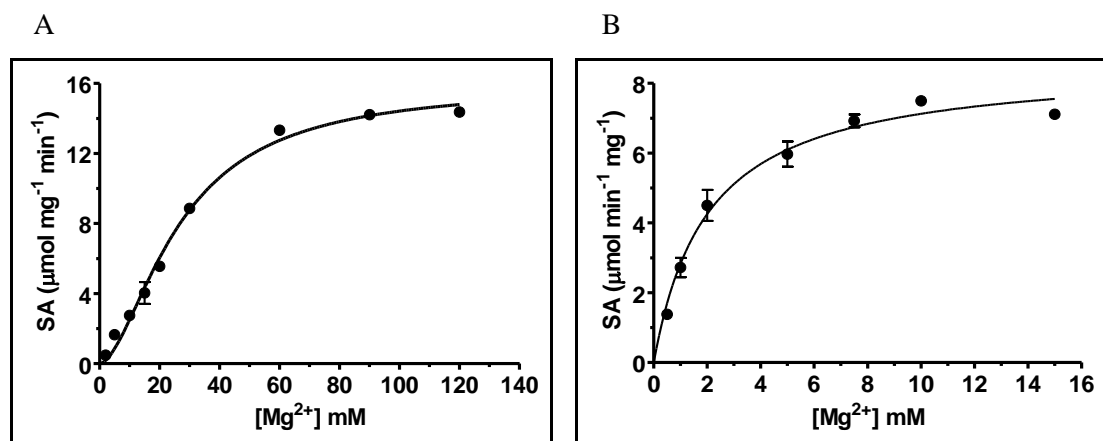 A
B
16
12
8
4
0
SA (μmol mg⁻¹ min⁻¹)
0 20 40 60 80 100 120 140
[Mg²⁺] mM
8
6
4
2
0
SA (μmol min⁻¹ mg⁻¹)
0 2 4 6 8 10 12 14 16
[Mg²⁺] mM